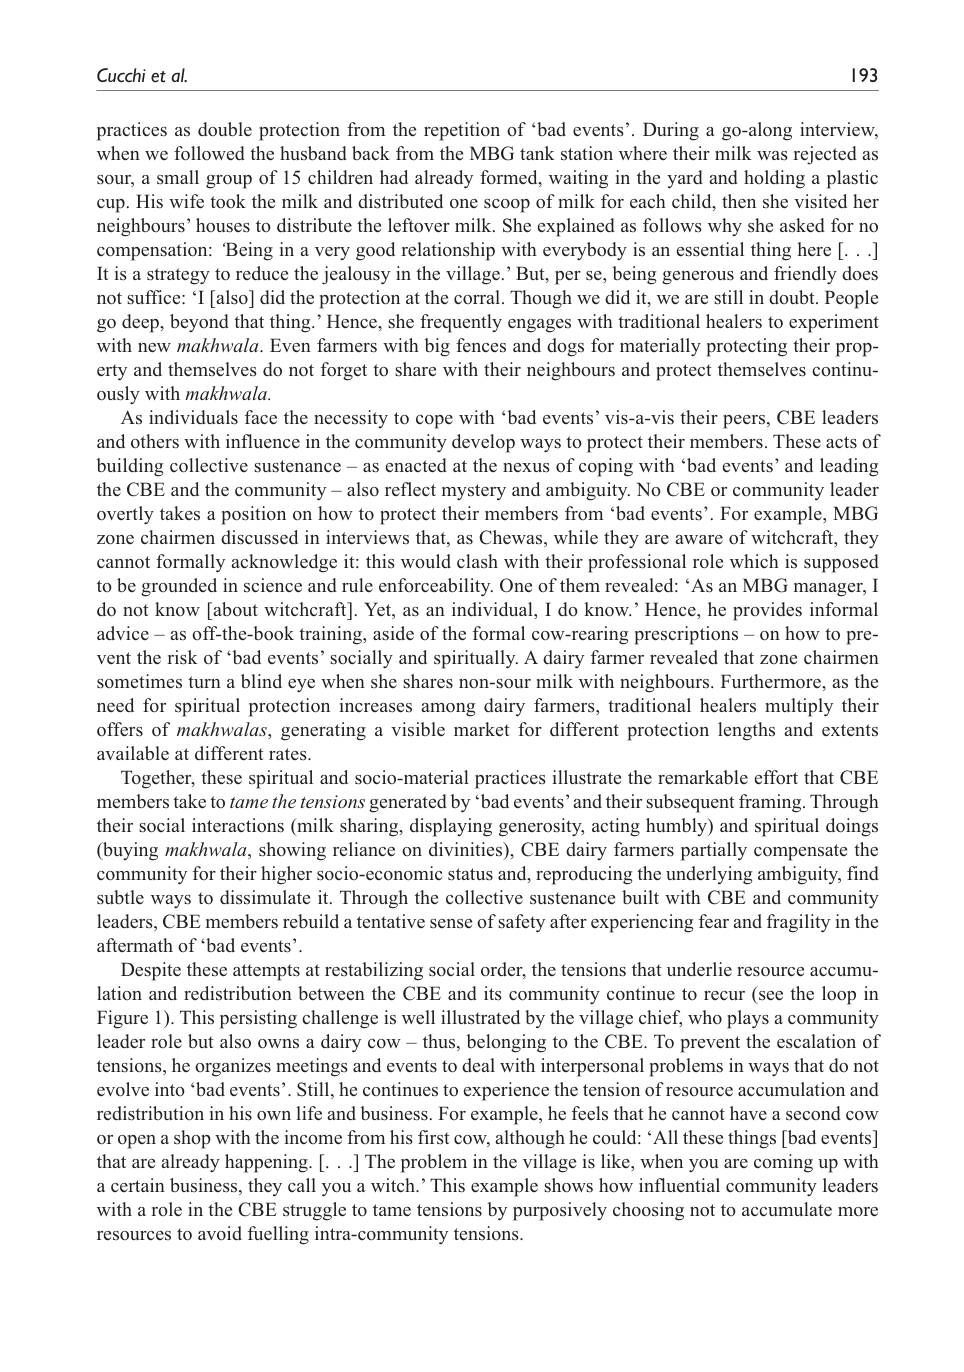 Cucchi et al. 193
practices as double protection from the repetition of ‘bad events’. During a go-along interview,
when we followed the husband back from the MBG tank station where their milk was rejected as
sour, a small group of 15 children had already formed, waiting in the yard and holding a plastic
cup. His wife took the milk and distributed one scoop of milk for each child, then she visited her
neighbours’ houses to distribute the leftover milk. She explained as follows why she asked for no
compensation: ‘Being in a very good relationship with everybody is an essential thing here [. . .]
It is a strategy to reduce the jealousy in the village.’ But, per se, being generous and friendly does
not suffice: ‘I [also] did the protection at the corral. Though we did it, we are still in doubt. People
go deep, beyond that thing.’ Hence, she frequently engages with traditional healers to experiment
with new makhwala. Even farmers with big fences and dogs for materially protecting their prop-
erty and themselves do not forget to share with their neighbours and protect themselves continu-
ously with makhwala.
As individuals face the necessity to cope with ‘bad events’ vis-a-vis their peers, CBE leaders
and others with influence in the community develop ways to protect their members. These acts of
building collective sustenance – as enacted at the nexus of coping with ‘bad events’ and leading
the CBE and the community – also reflect mystery and ambiguity. No CBE or community leader
overtly takes a position on how to protect their members from ‘bad events’. For example, MBG
zone chairmen discussed in interviews that, as Chewas, while they are aware of witchcraft, they
cannot formally acknowledge it: this would clash with their professional role which is supposed
to be grounded in science and rule enforceability. One of them revealed: ‘As an MBG manager, I
do not know [about witchcraft]. Yet, as an individual, I do know.’ Hence, he provides informal
advice – as off-the-book training, aside of the formal cow-rearing prescriptions – on how to pre-
vent the risk of ‘bad events’ socially and spiritually. A dairy farmer revealed that zone chairmen
sometimes turn a blind eye when she shares non-sour milk with neighbours. Furthermore, as the
need for spiritual protection increases among dairy farmers, traditional healers multiply their
offers of makhwalas, generating a visible market for different protection lengths and extents
available at different rates.
Together, these spiritual and socio-material practices illustrate the remarkable effort that CBE
members take to tame the tensions generated by ‘bad events’ and their subsequent framing. Through
their social interactions (milk sharing, displaying generosity, acting humbly) and spiritual doings
(buying makhwala, showing reliance on divinities), CBE dairy farmers partially compensate the
community for their higher socio-economic status and, reproducing the underlying ambiguity, find
subtle ways to dissimulate it. Through the collective sustenance built with CBE and community
leaders, CBE members rebuild a tentative sense of safety after experiencing fear and fragility in the
aftermath of ‘bad events’.
Despite these attempts at restabilizing social order, the tensions that underlie resource accumu-
lation and redistribution between the CBE and its community continue to recur (see the loop in
Figure 1). This persisting challenge is well illustrated by the village chief, who plays a community
leader role but also owns a dairy cow – thus, belonging to the CBE. To prevent the escalation of
tensions, he organizes meetings and events to deal with interpersonal problems in ways that do not
evolve into ‘bad events’. Still, he continues to experience the tension of resource accumulation and
redistribution in his own life and business. For example, he feels that he cannot have a second cow
or open a shop with the income from his first cow, although he could: ‘All these things [bad events]
that are already happening. [. . .] The problem in the village is like, when you are coming up with
a certain business, they call you a witch.’ This example shows how influential community leaders
with a role in the CBE struggle to tame tensions by purposively choosing not to accumulate more
resources to avoid fuelling intra-community tensions.